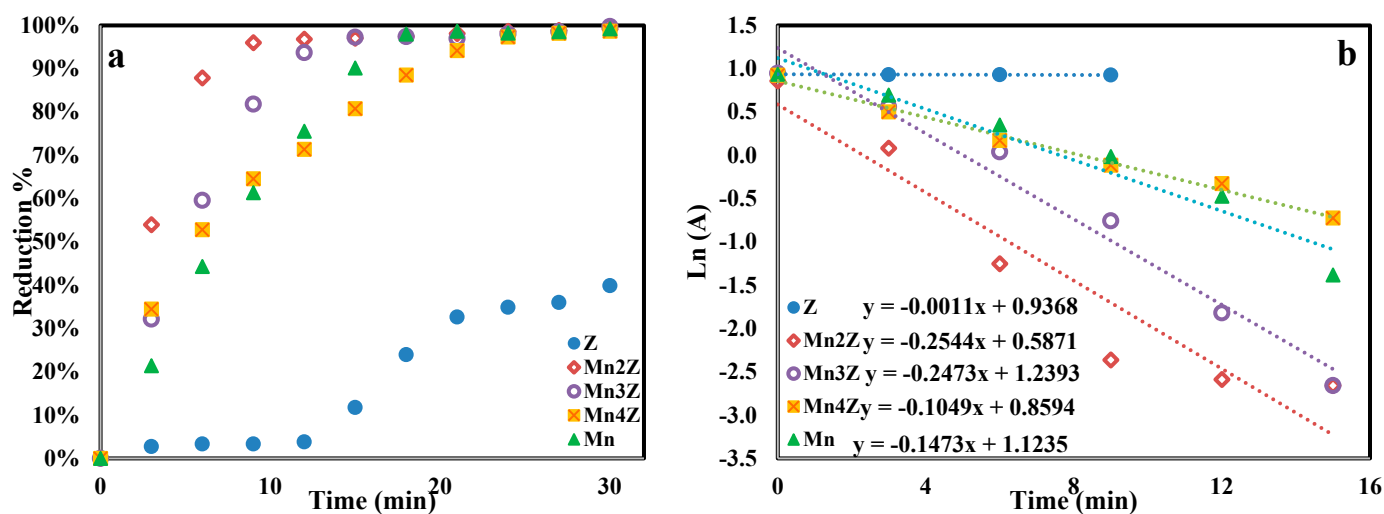 a
Reduction %
100%
90%
80%
70%
60%
50%
40%
30%
20%
10%
0%
Z
Mn2Z
Mn3Z
Mn4Z
Mn
0
10
20
30
Time (min)
b
Ln (A)
1.5
1.0
0.5
0.0
-0.5
-1.0
-1.5
-2.0
-2.5
-3.0
-3.5
Z y = -0.0011x + 0.9368
Mn2Z y = -0.2544x + 0.5871
Mn3Z y = -0.2473x + 1.2393
Mn4Z y = -0.1049x + 0.8594
Mn y = -0.1473x + 1.1235
0
4
8
12
16
Time (min)